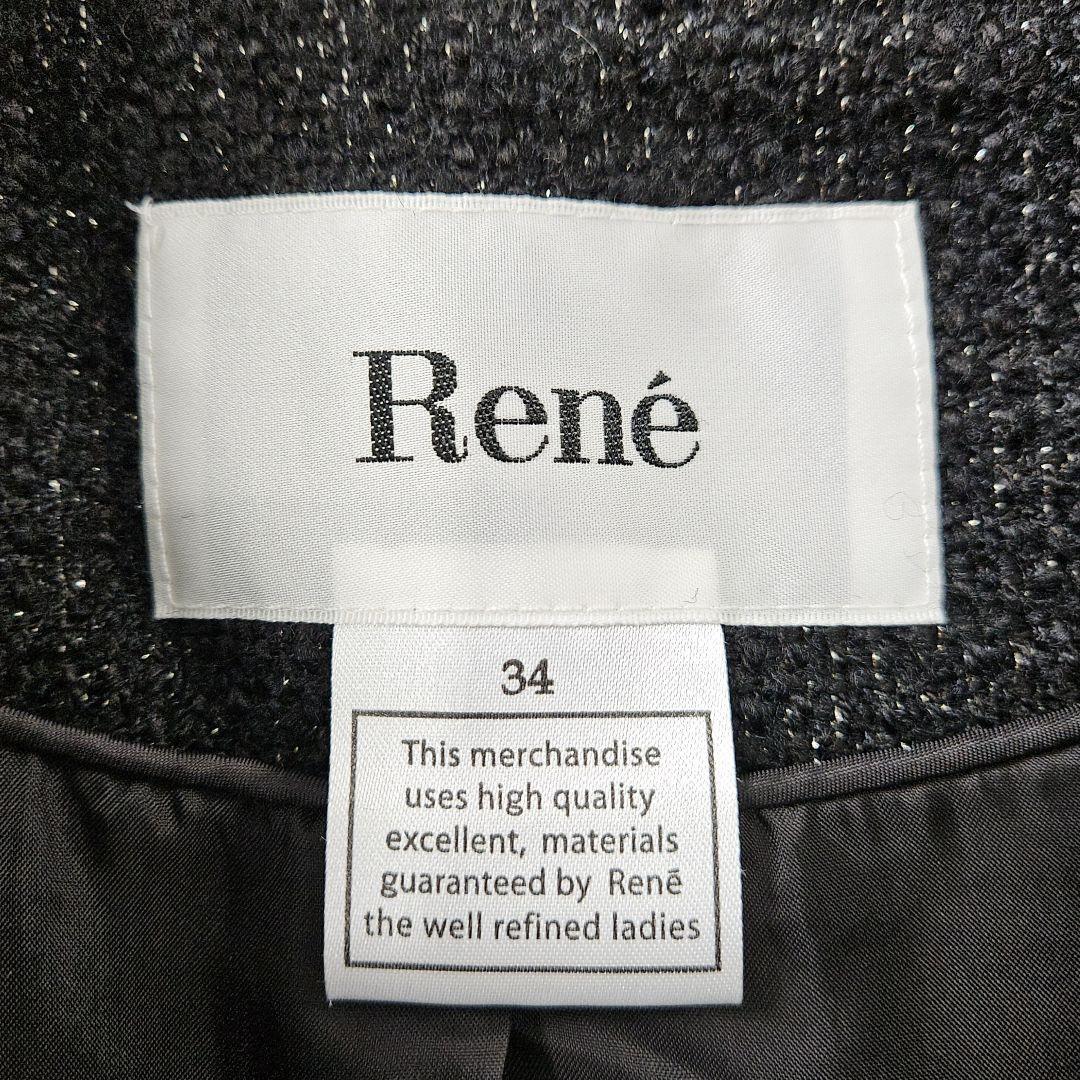 René
34
This merchandise
uses high quality
excellent, materials
guaranteed by Renē
the well refined ladies